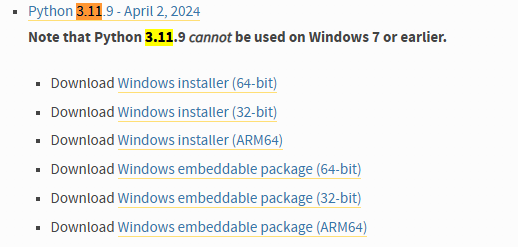 Python 3.11.9 - April 2, 2024
Note that Python 3.11.9 cannot be used on Windows 7 or earlier.
Download Windows installer (64-bit)
Download Windows installer (32-bit)
Download Windows installer (ARM64)
Download Windows embeddable package (64-bit)
Download Windows embeddable package (32-bit)
Download Windows embeddable package (ARM64)